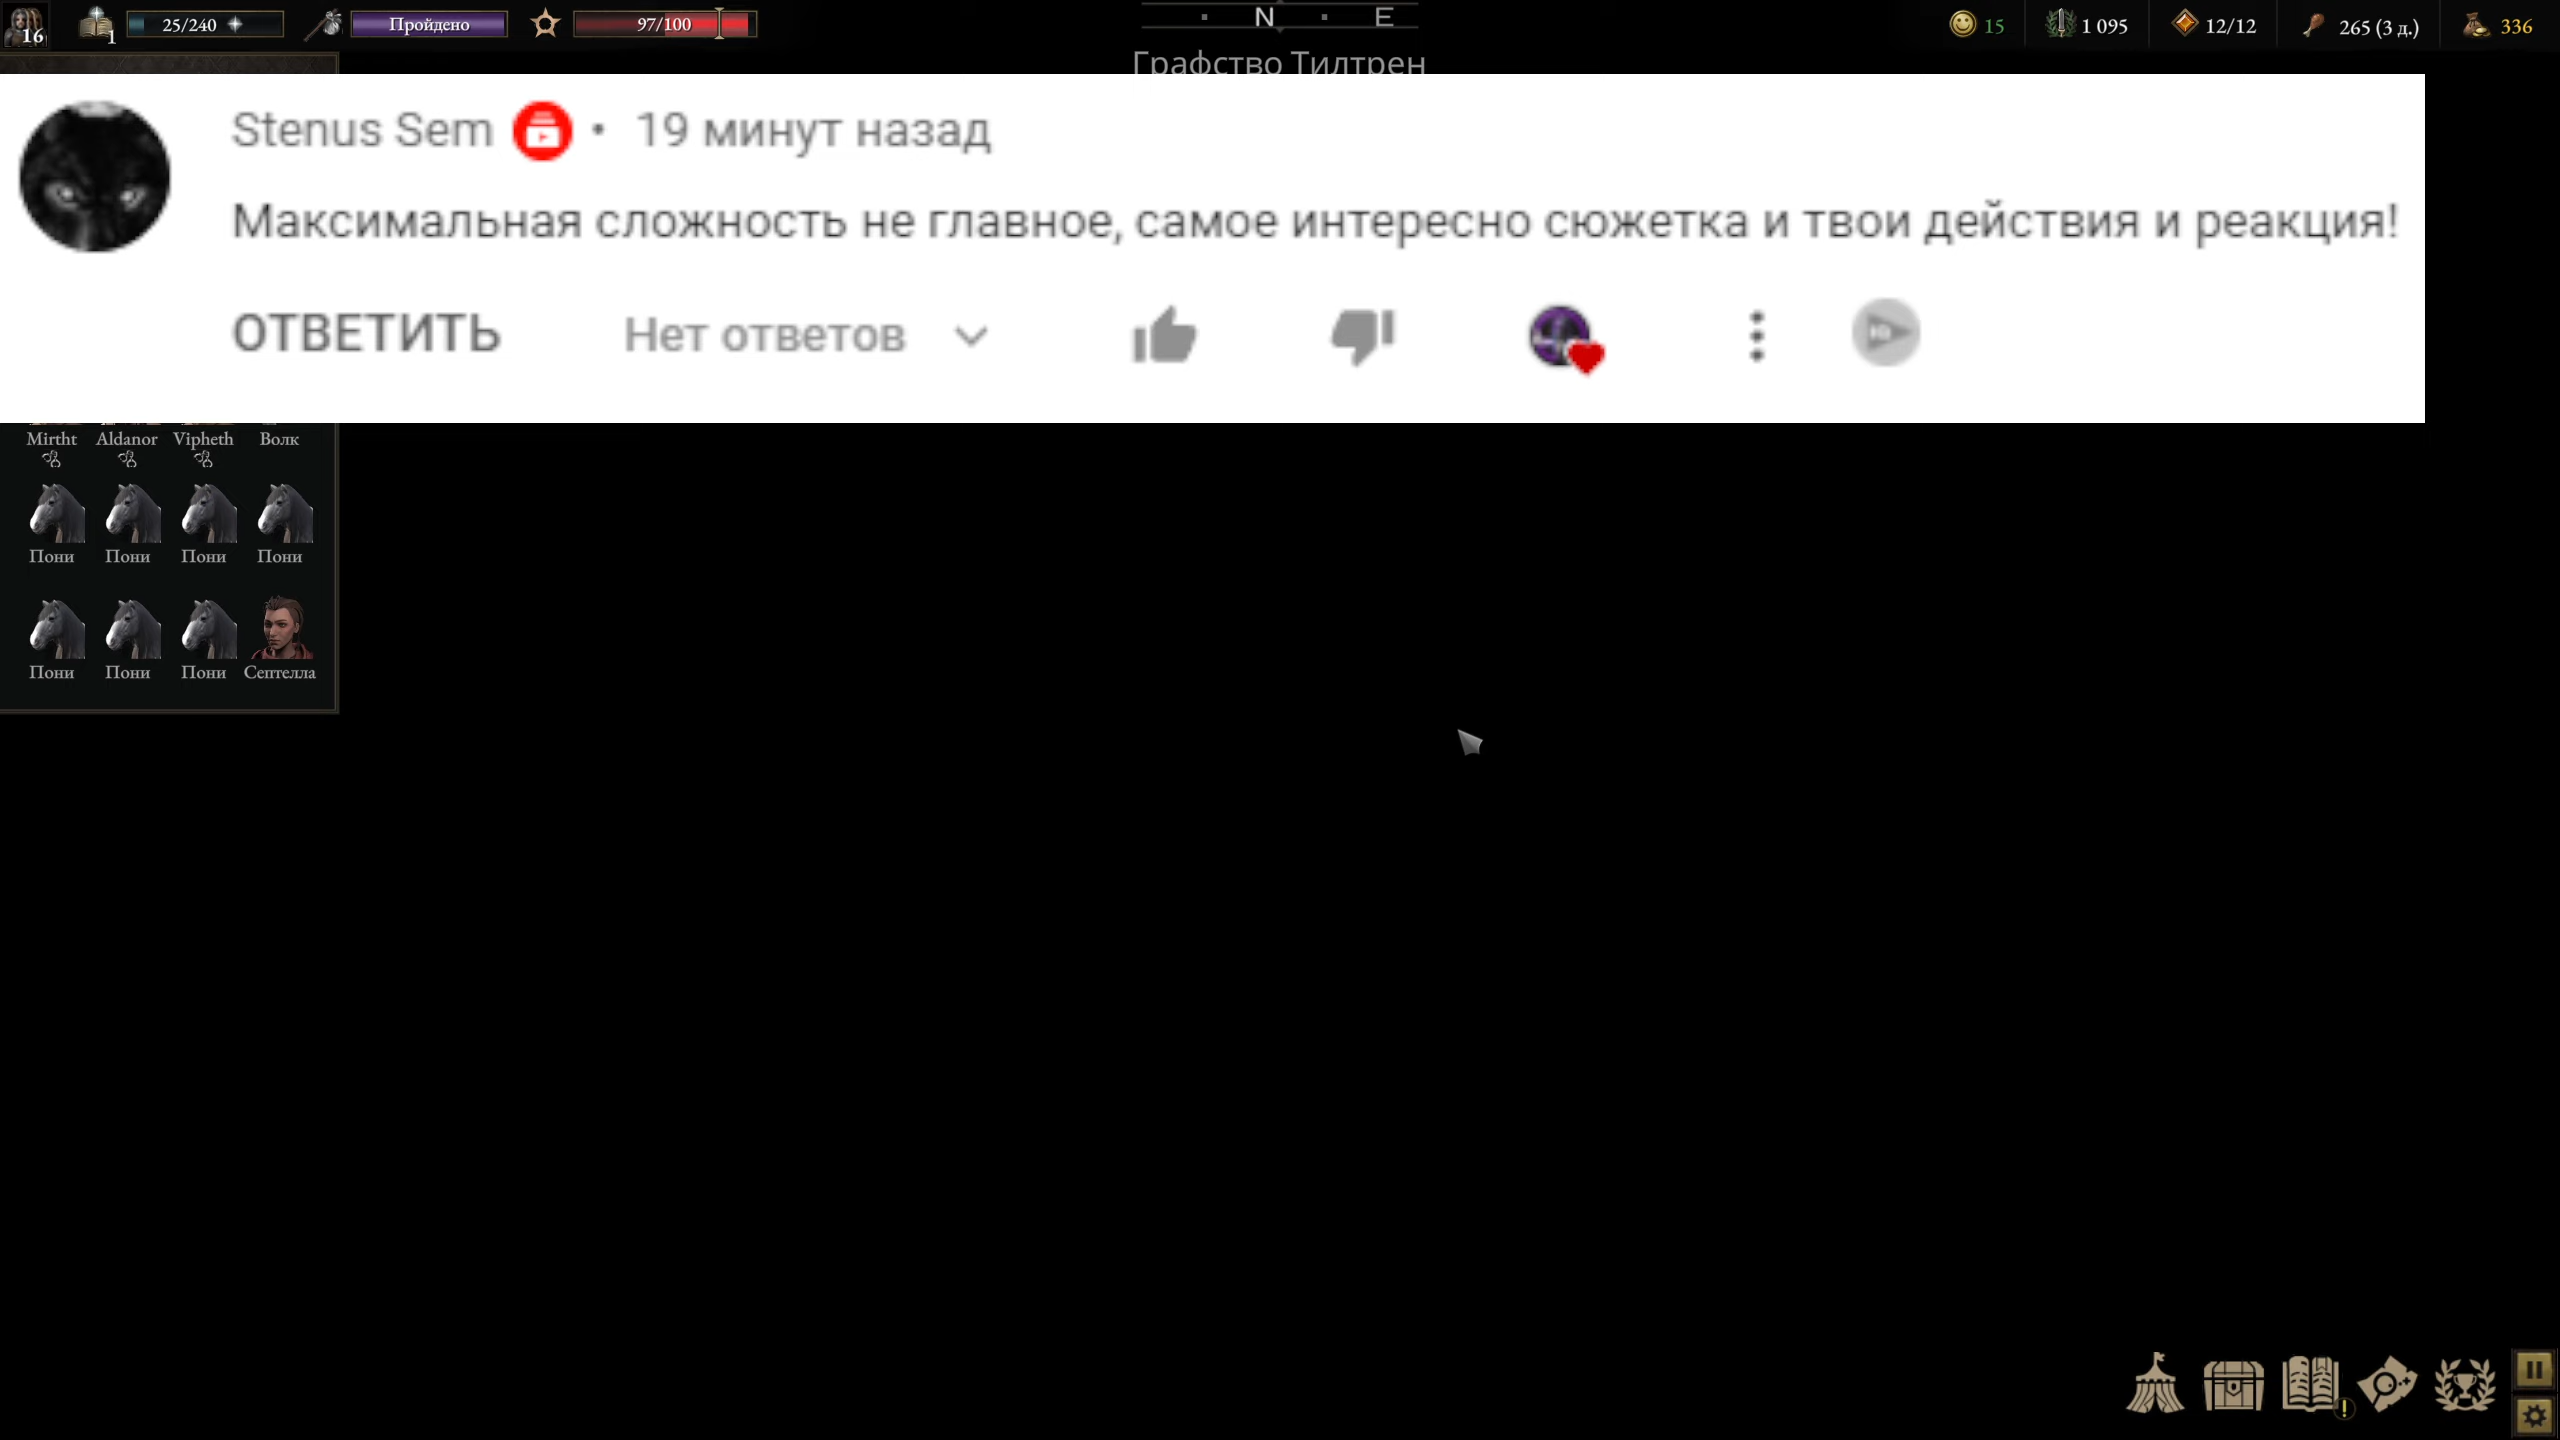 16 1 25/240 Пройдено 97/100 N E 15 1 095 12/12 265 (3 д.) 336
Графство Тилтрен
Stenus Sem • 19 минут назад
Максимальная сложность не главное, самое интересно сюжетка и твои действия и реакция!
ОТВЕТИТЬ Нет ответов
Mirtht Aldanor Vipheth Волк
Пони Пони Пони Пони
Пони Пони Пони Септелла